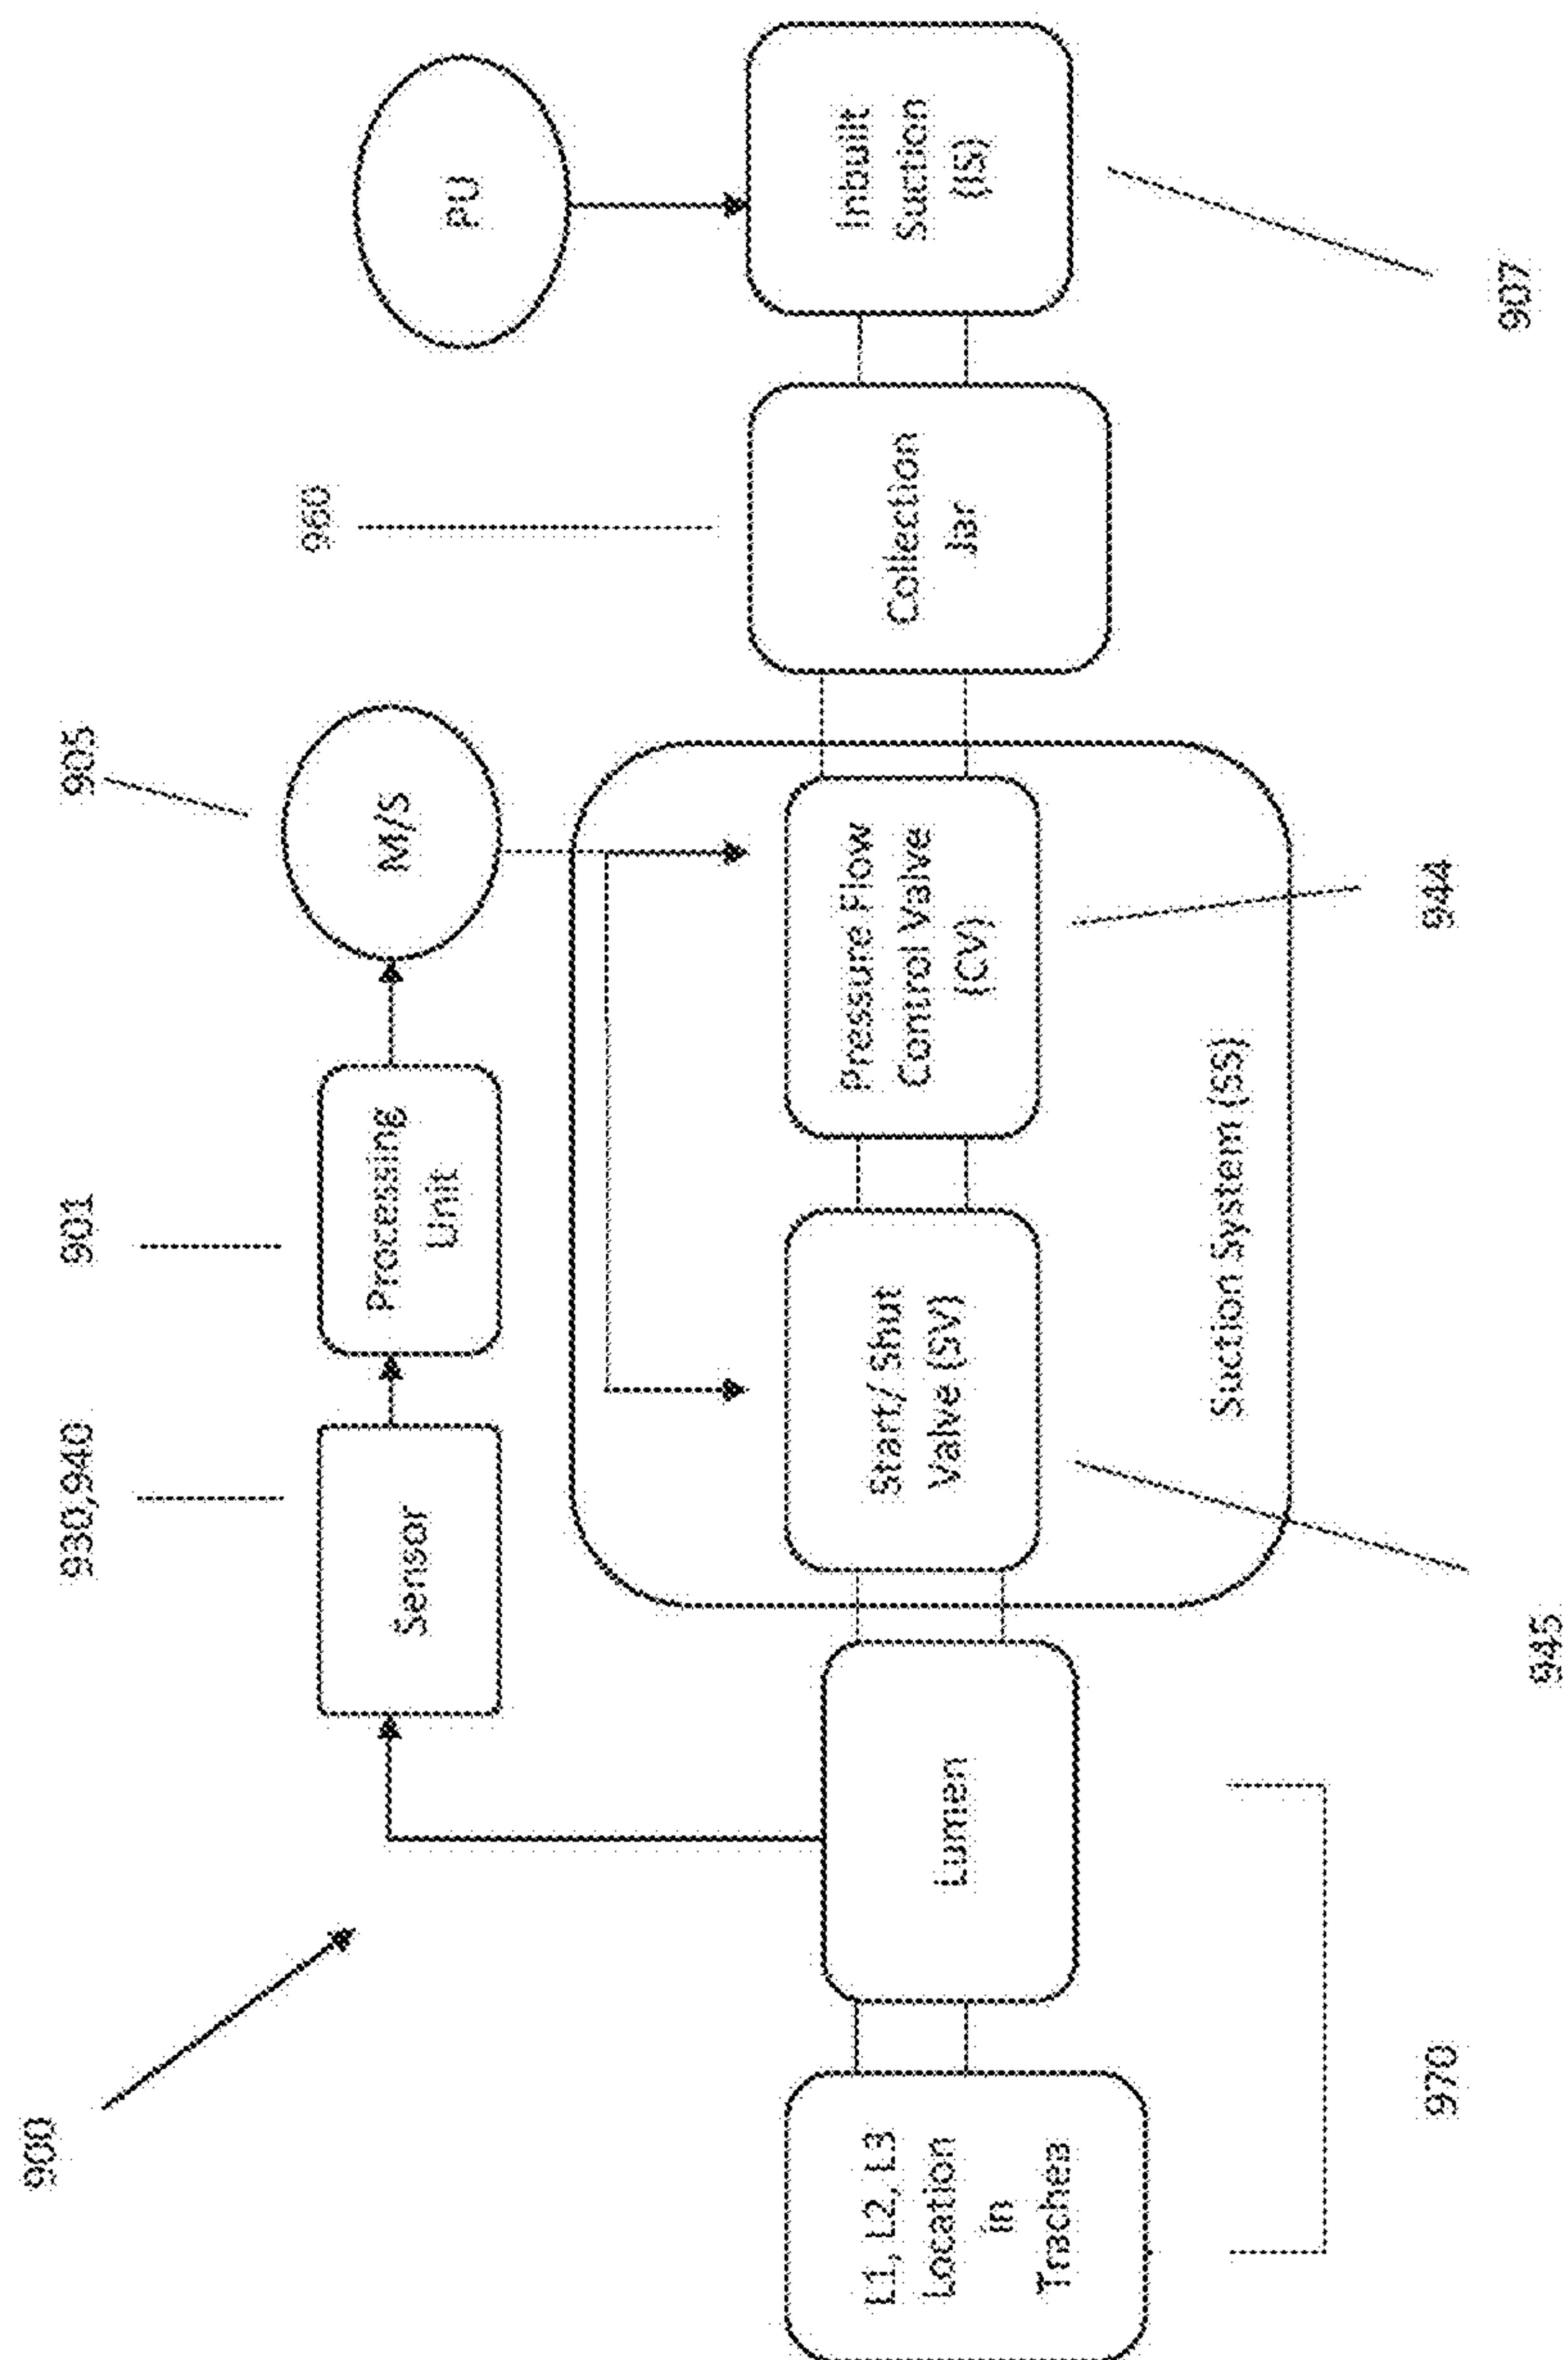 900
930,940
901
905
960
Sensor
Processing
Unit
M/S
PU
L1, L2, L3
Location
in
Trachea
Lumen
Start/ Shut
Valve (SV)
Pressure Flow
Control Valve
(CV)
Collection
Jar
Inbuilt
Suction
(IS)
Suction System (SS)
970
945
944
907